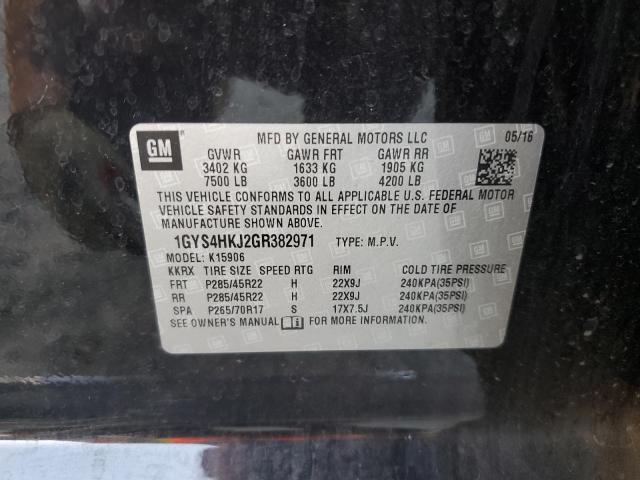 GM
MFD BY GENERAL MOTORS LLC 05/16
GVWR GAWR FRT GAWR RR
3402 KG 1633 KG 1905 KG
7500 LB 3600 LB 4200 LB
THIS VEHICLE CONFORMS TO ALL APPLICABLE U.S. FEDERAL MOTOR
VEHICLE SAFETY STANDARDS IN EFFECT ON THE DATE OF
MANUFACTURE SHOWN ABOVE.
1GYS4HKJ2GR382971 TYPE: M.P.V.
MODEL: K15906
KKRX TIRE SIZE SPEED RTG RIM COLD TIRE PRESSURE
FRT P285/45R22 H 22X9J 240KPA(35PSI)
RR P285/45R22 H 22X9J 240KPA(35PSI)
SPA P265/70R17 S 17X7.5J 240KPA(35PSI)
SEE OWNER'S MANUAL FOR MORE INFORMATION.